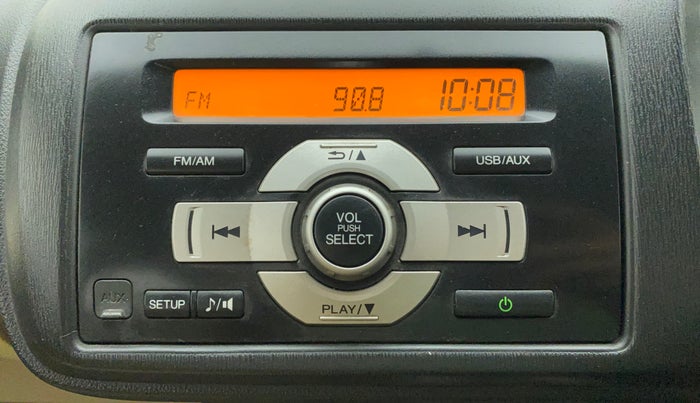 FM 90.8 10:08
FM/AM
USB/AUX
VOL
PUSH
SELECT
AUX
SETUP
PLAY/▼